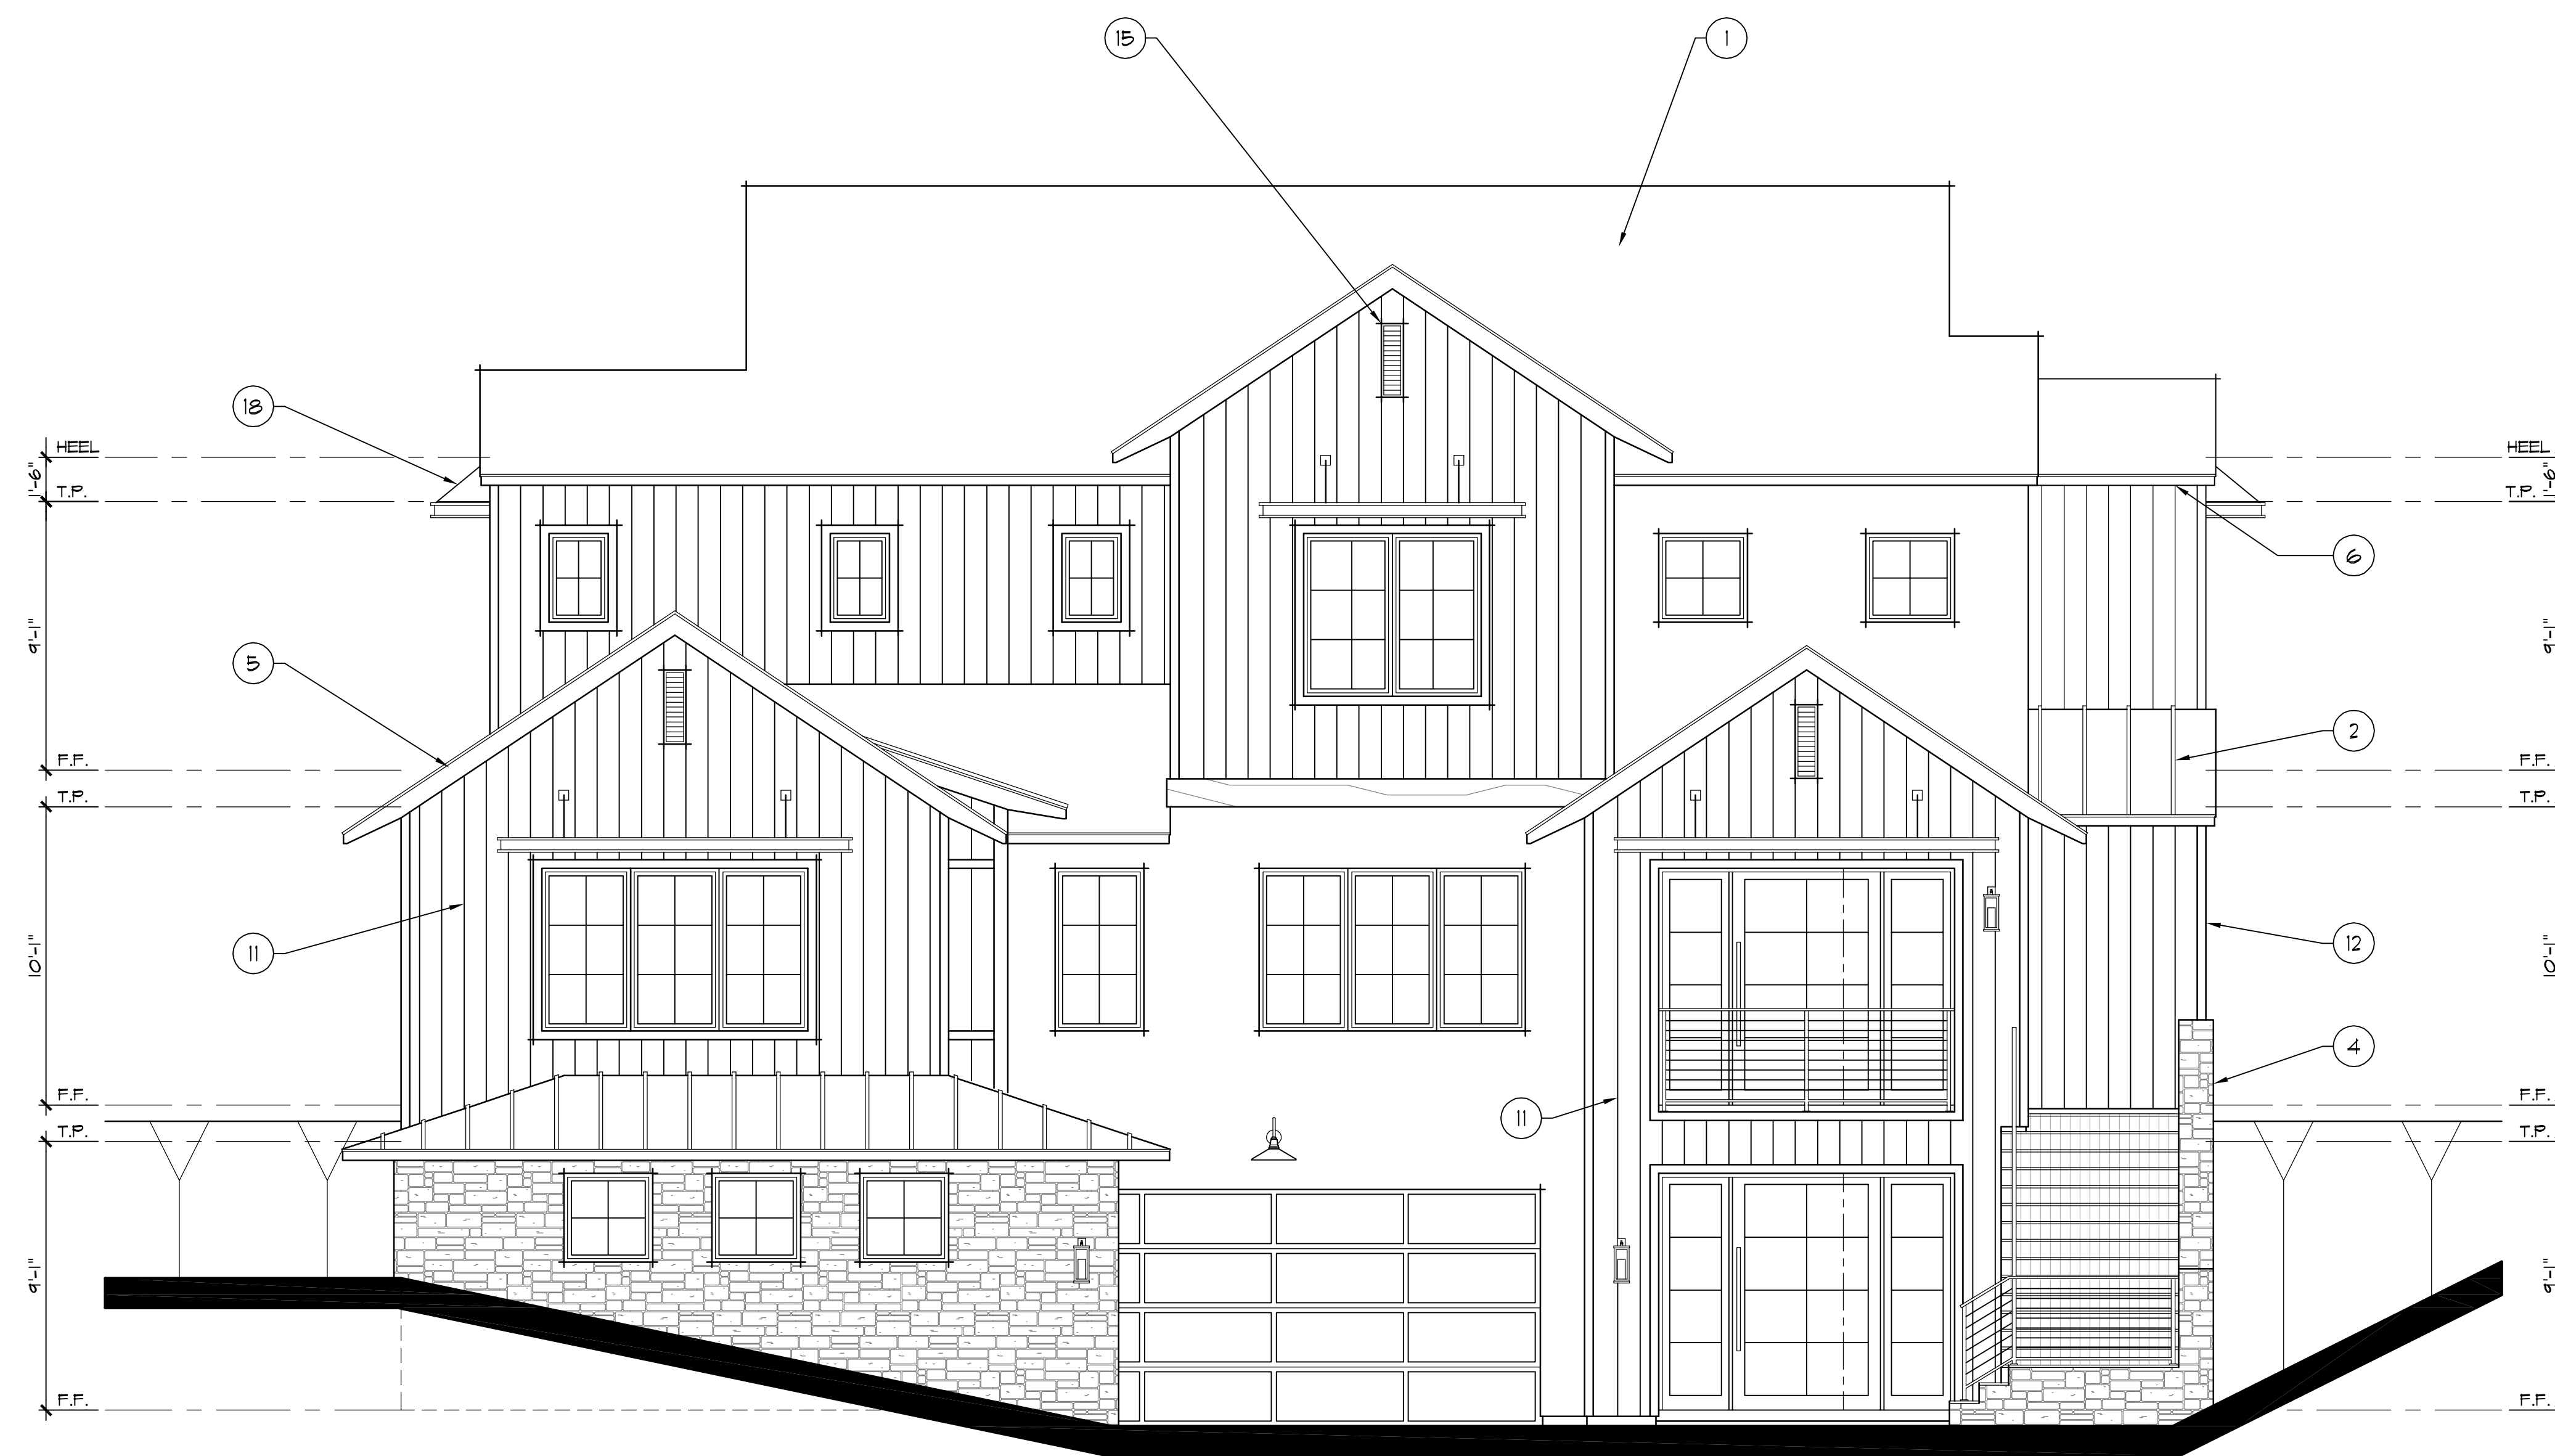 15
1
18
HEEL
HEEL
1'-6"
1'-6"
T.P.
T.P.
6
9'-1"
9'-1"
5
2
F.F.
F.F.
T.P.
T.P.
11
12
10'-1"
10'-1"
4
F.F.
F.F.
11
T.P.
T.P.
9'-1"
9'-1"
F.F.
F.F.